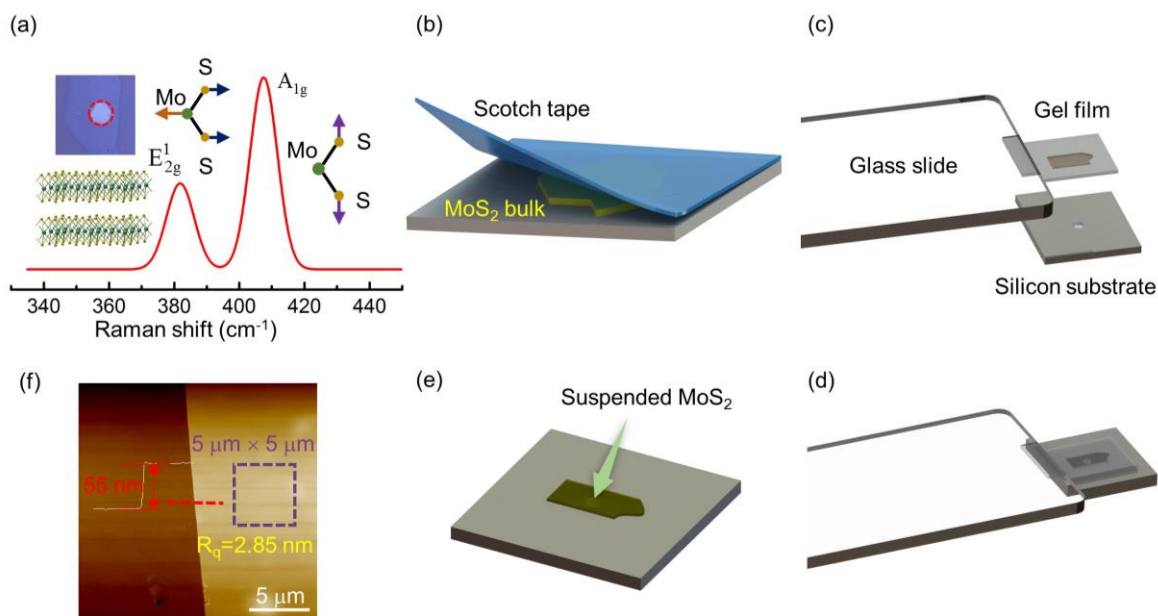 (a)
S
Mo
S
E¹₂g
A₁g
Mo
S
S
340 360 380 400 420 440
Raman shift (cm⁻¹)
(b)
Scotch tape
MoS₂ bulk
(c)
Gel film
Glass slide
Silicon substrate
(f)
5 μm × 5 μm
55 nm
R_q=2.85 nm
5 μm
(e)
Suspended MoS₂
(d)